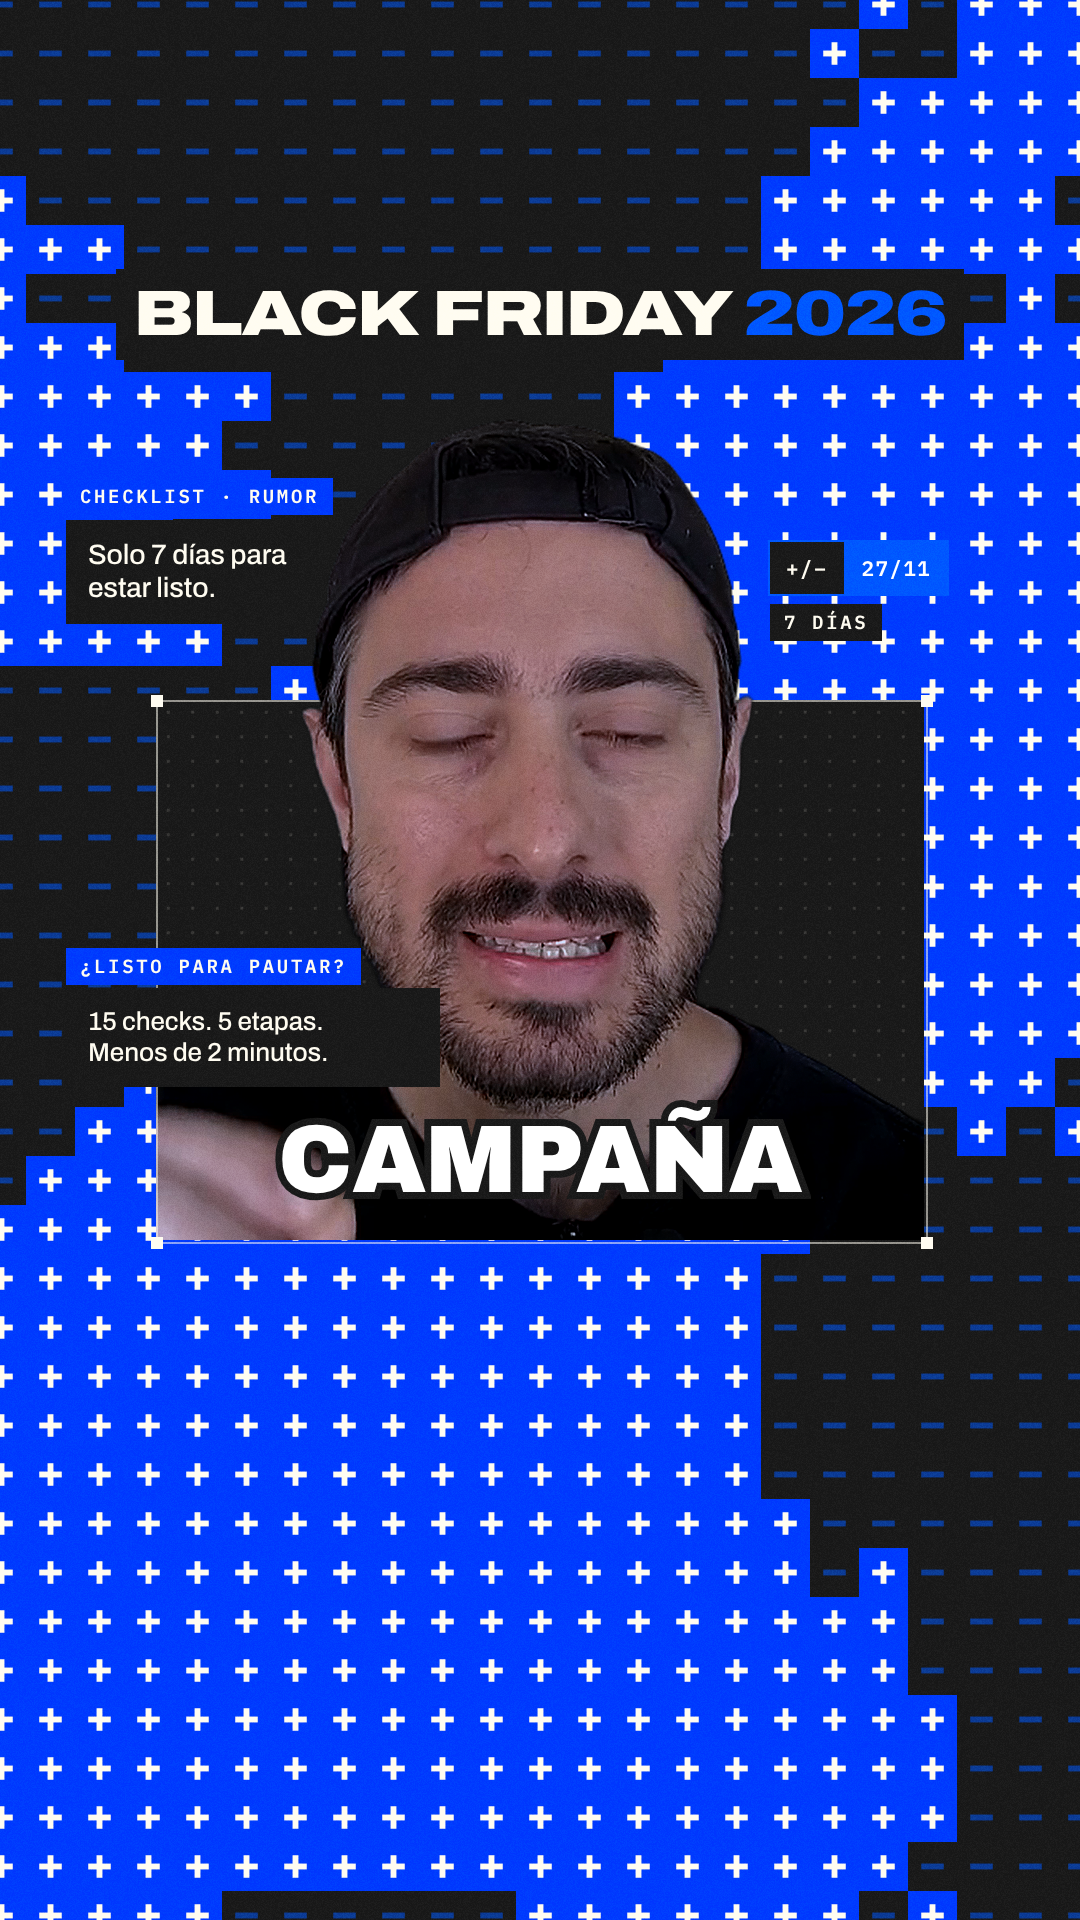 BLACK FRIDAY 2026
CHECKLIST · RUMOR
Solo 7 días para
estar listo.
+/− 27/11
7 DÍAS
¿LISTO PARA PAUTAR?
15 checks. 5 etapas.
Menos de 2 minutos.
CAMPAÑA